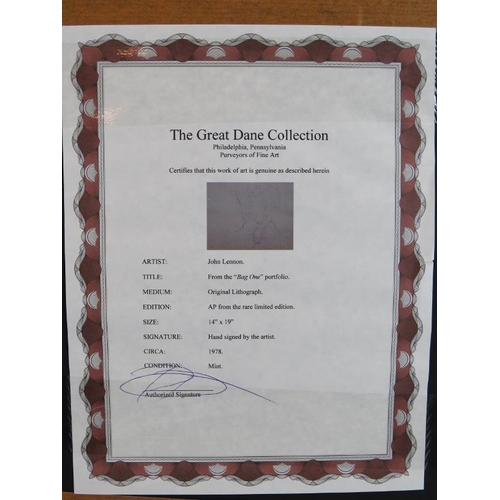 The Great Dane Collection
Philadelphia, Pennsylvania
Purveyors of Fine Art
Certifies that this work of art is genuine as described herein
ARTIST: John Lennon.
TITLE: From the "Bag One" portfolio.
MEDIUM: Original Lithograph.
EDITION: AP from the rare limited edition.
SIZE: 14" x 19"
SIGNATURE: Hand signed by the artist.
CIRCA: 1978.
CONDITION: Mint.
Authorized Signature